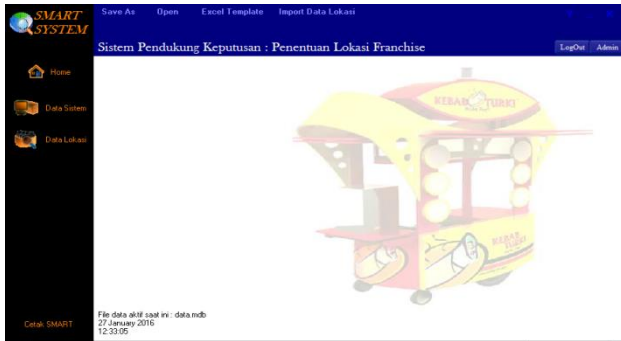 SMART
SYSTEM
Save As Open Excel Template Import Data Lokasi
Sistem Pendukung Keputusan : Penentuan Lokasi Franchise
LogOut Admin
Home
Data Sistem
Data Lokasi
KEBAB TURKI
KEBAB
TURKI
File data aktif saat ini : data.mdb
27 January 2016
12:33:05
Cetak SMART